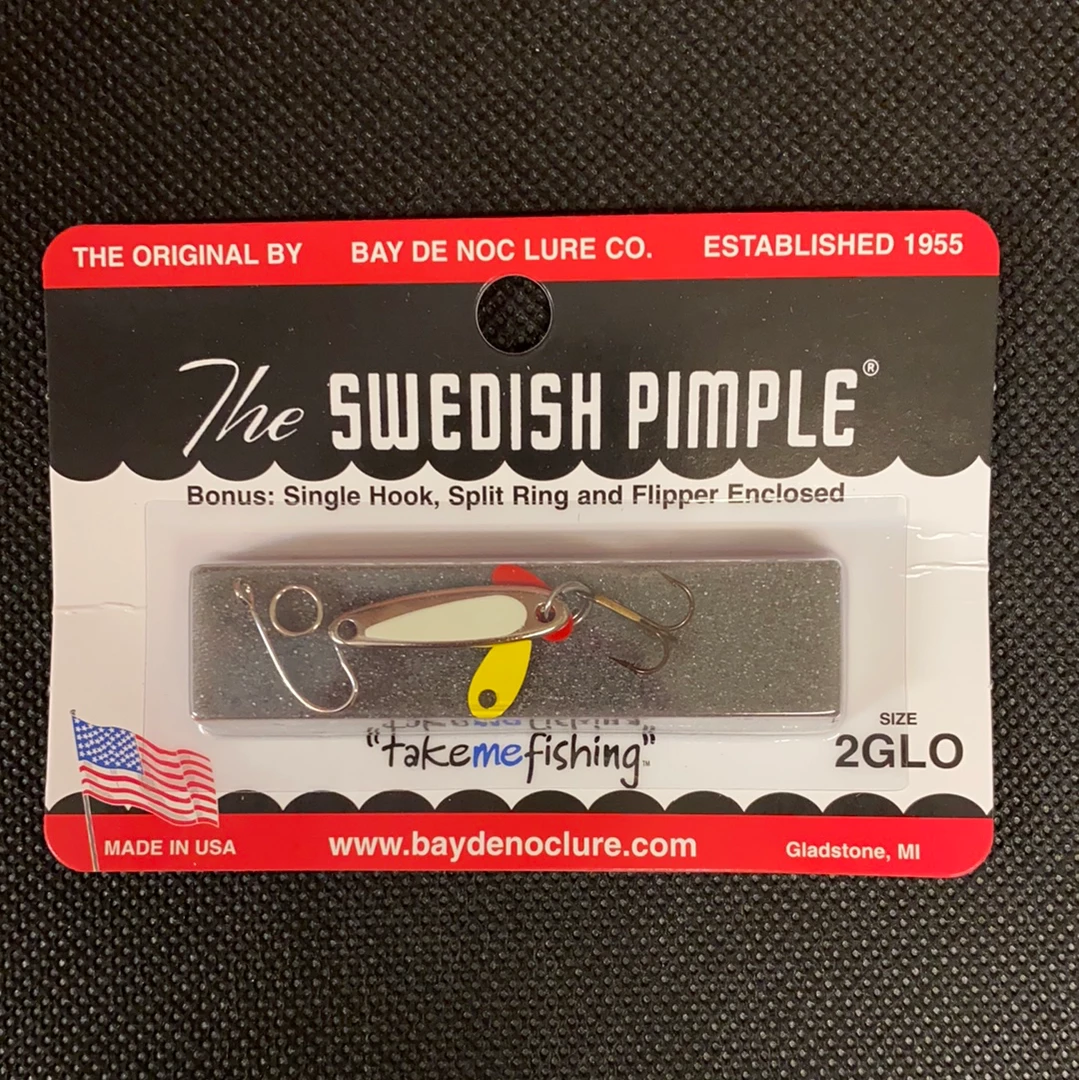 THE ORIGINAL BY BAY DE NOC LURE CO. ESTABLISHED 1955
The SWEDISH PIMPLE®
Bonus: Single Hook, Split Ring and Flipper Enclosed
"takemefishing"™
SIZE
2GLO
MADE IN USA www.baydenoclure.com Gladstone, MI